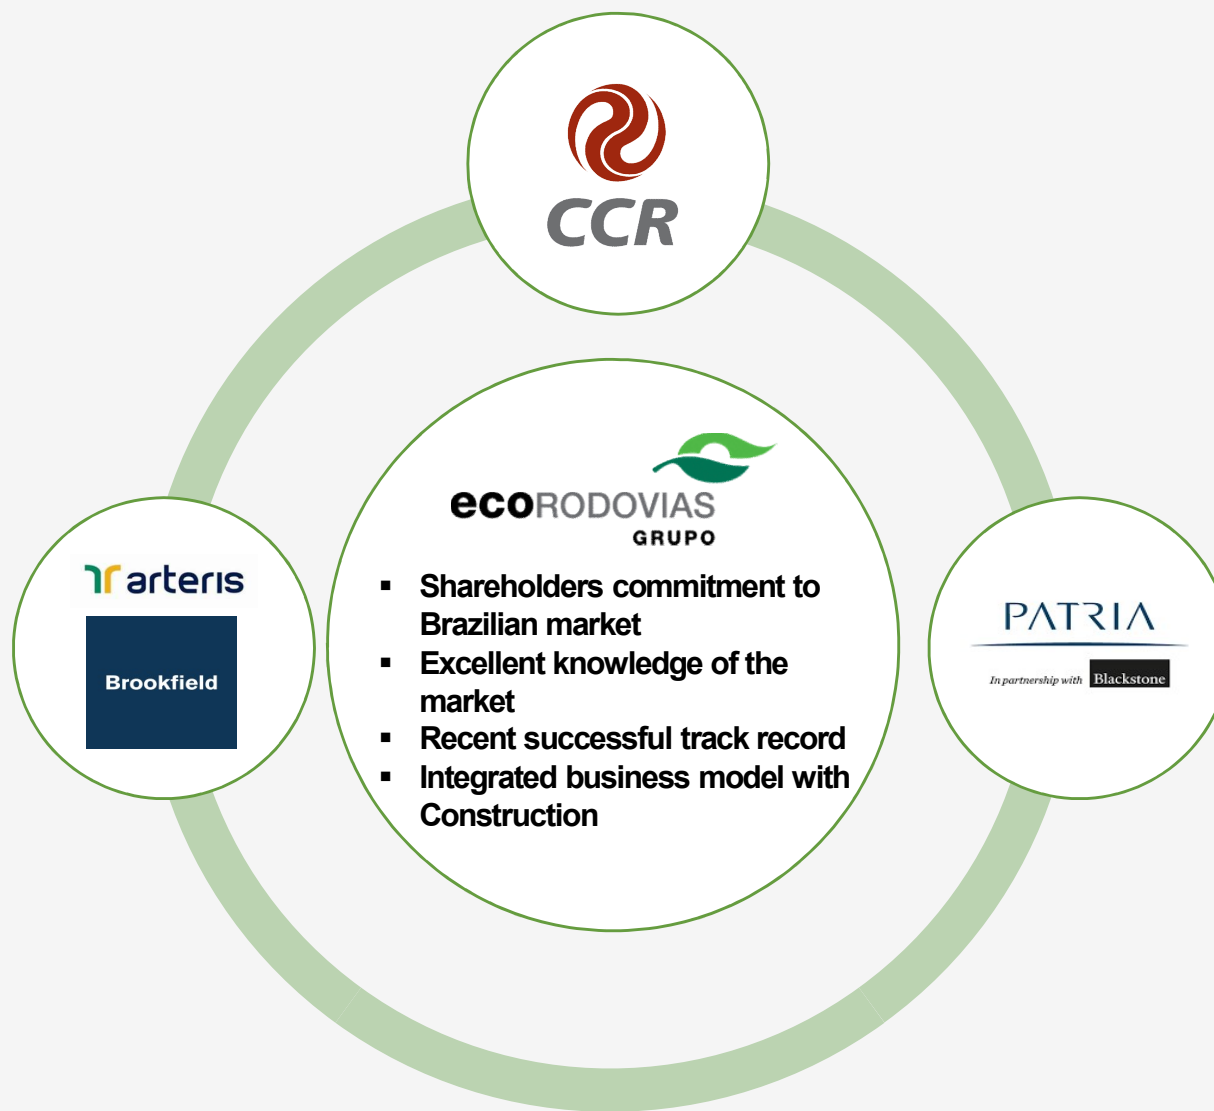 CCR
ecoRODOVIAS
GRUPO
▪ Shareholders commitment to
Brazilian market
▪ Excellent knowledge of the
market
▪ Recent successful track record
▪ Integrated business model with
Construction
arteris
Brookfield
PATRIA
In partnership with Blackstone